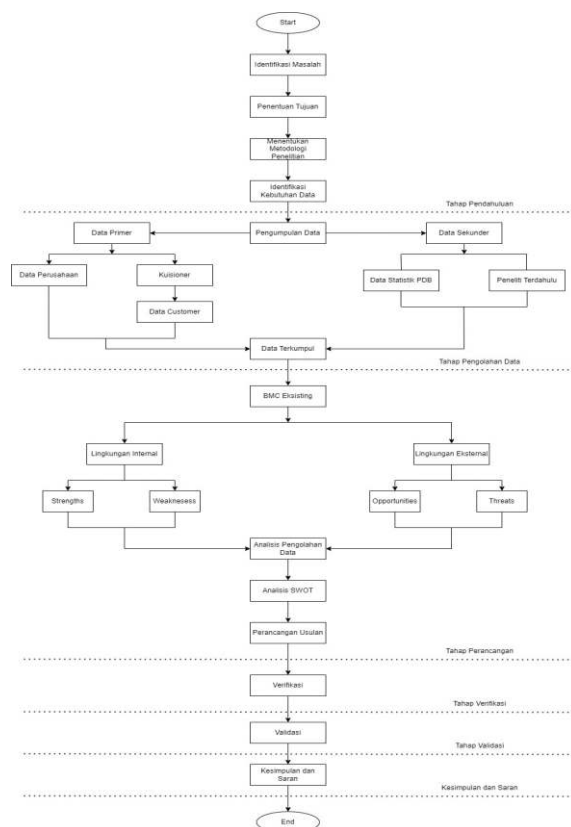 Start
Identifikasi Masalah
Penentuan Tujuan
Menentukan
Metodologi
Penelitian
Identifikasi
Kebutuhan Data
Tahap Pendahuluan
Data Primer
Pengumpulan Data
Data Sekunder
Data Perusahaan
Kuisioner
Data Statistik PDB
Peneliti Terdahulu
Data Customer
Data Terkumpul
Tahap Pengolahan Data
BMC Eksisting
Lingkungan Internal
Lingkungan Eksternal
Strengths
Weaknesess
Opportunities
Threats
Analisis Pengolahan
Data
Analisis SWOT
Perancangan Usulan
Tahap Perancangan
Verifikasi
Tahap Verifikasi
Validasi
Tahap Validasi
Kesimpulan dan
Saran
Kesimpulan dan Saran
End